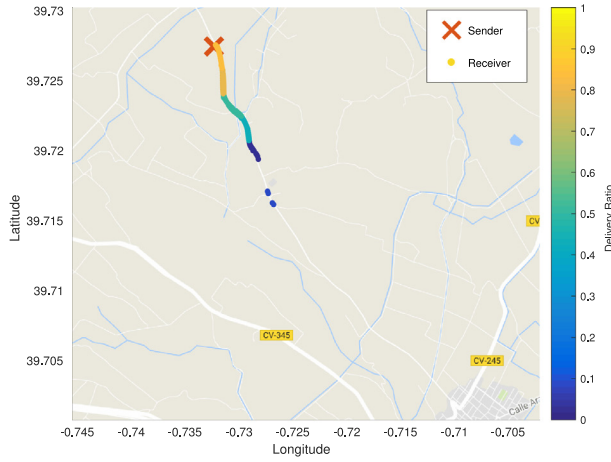 39.73
39.725
39.72
39.715
39.71
39.705
Latitude
-0.745
-0.74
-0.735
-0.73
-0.725
-0.72
-0.715
-0.71
-0.705
Longitude
Sender
Receiver
CV-345
CV-245
CV
Calle Ar
1
0.9
0.8
0.7
0.6
0.5
0.4
0.3
0.2
0.1
0
Delivery Ratio